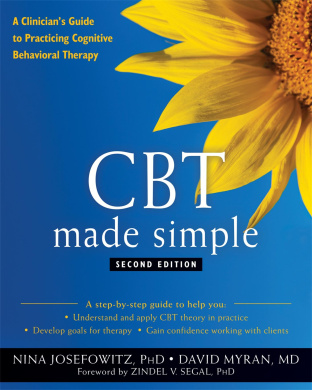 A Clinician's Guide
to Practicing Cognitive
Behavioral Therapy
CBT
made simple
SECOND EDITION
A step-by-step guide to help you:
• Understand and apply CBT theory in practice
• Develop goals for therapy • Gain confidence working with clients
NINA JOSEFOWITZ, PHD • DAVID MYRAN, MD
Foreword by ZINDEL V. SEGAL, PHD